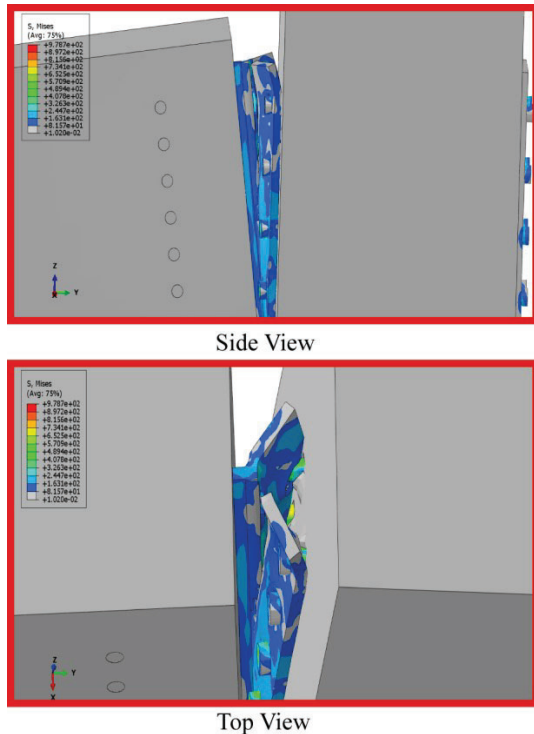 S, Mises
(Avg: 75%)
+9.787e+02
+8.972e+02
+8.156e+02
+7.341e+02
+6.525e+02
+5.709e+02
+4.894e+02
+4.078e+02
+3.263e+02
+2.447e+02
+1.631e+02
+8.157e+01
+1.020e-02
Z
Y
X
Side View
S, Mises
(Avg: 75%)
+9.787e+02
+8.972e+02
+8.156e+02
+7.341e+02
+6.525e+02
+5.709e+02
+4.894e+02
+4.078e+02
+3.263e+02
+2.447e+02
+1.631e+02
+8.157e+01
+1.020e-02
Z
Y
X
Top View